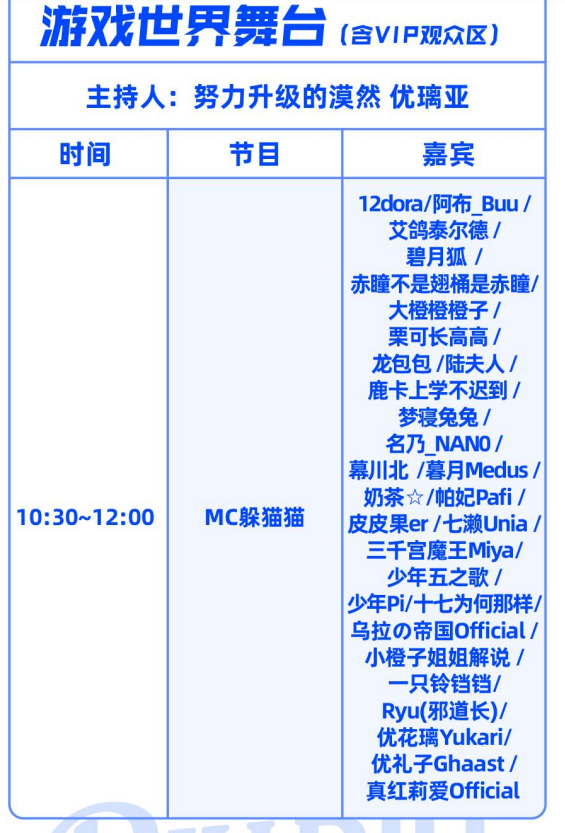 游戏世界舞台（含VIP观众区）
主持人：努力升级的漠然 优璃亚
时间
节目
嘉宾
10:30~12:00
MC躲猫猫
12dora/阿布_Buu /
艾鸽泰尔德 /
碧月狐 /
赤瞳不是翅桶是赤瞳/
大橙橙橙子 /
栗可长高高 /
龙包包 /陆夫人 /
鹿卡上学不迟到 /
梦寝兔兔 /
名乃_NAN0 /
幕川北 /暮月Medus /
奶茶☆/帕妃Pafi /
皮皮果er /七濑Unia /
三千宫魔王Miya/
少年五之歌 /
少年Pi/十七为何那样/
乌拉の帝国Official /
小橙子姐姐解说 /
一只铃铛铛/
Ryu(邪道长)/
优花璃Yukari/
优礼子Ghaast /
真红莉爱Official